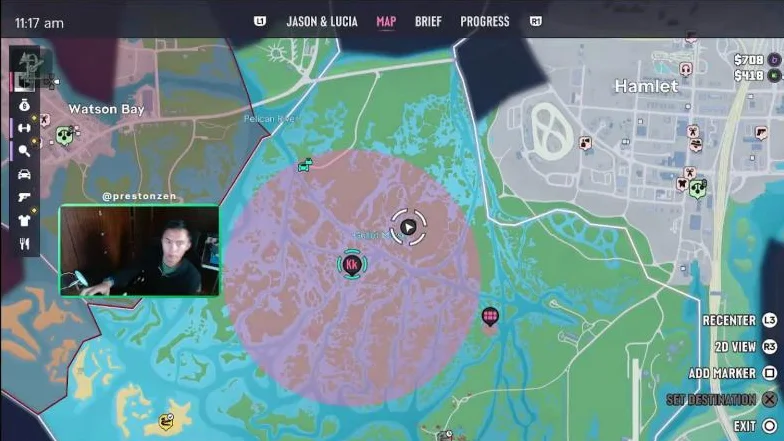 11:17 am
L1 JASON & LUCIA MAP BRIEF PROGRESS R1
$708
$418
Hamlet
Watson Bay
Pelican River
@prestonzen
Kk
RECENTER L3
2D VIEW R3
ADD MARKER
SET DESTINATION
EXIT